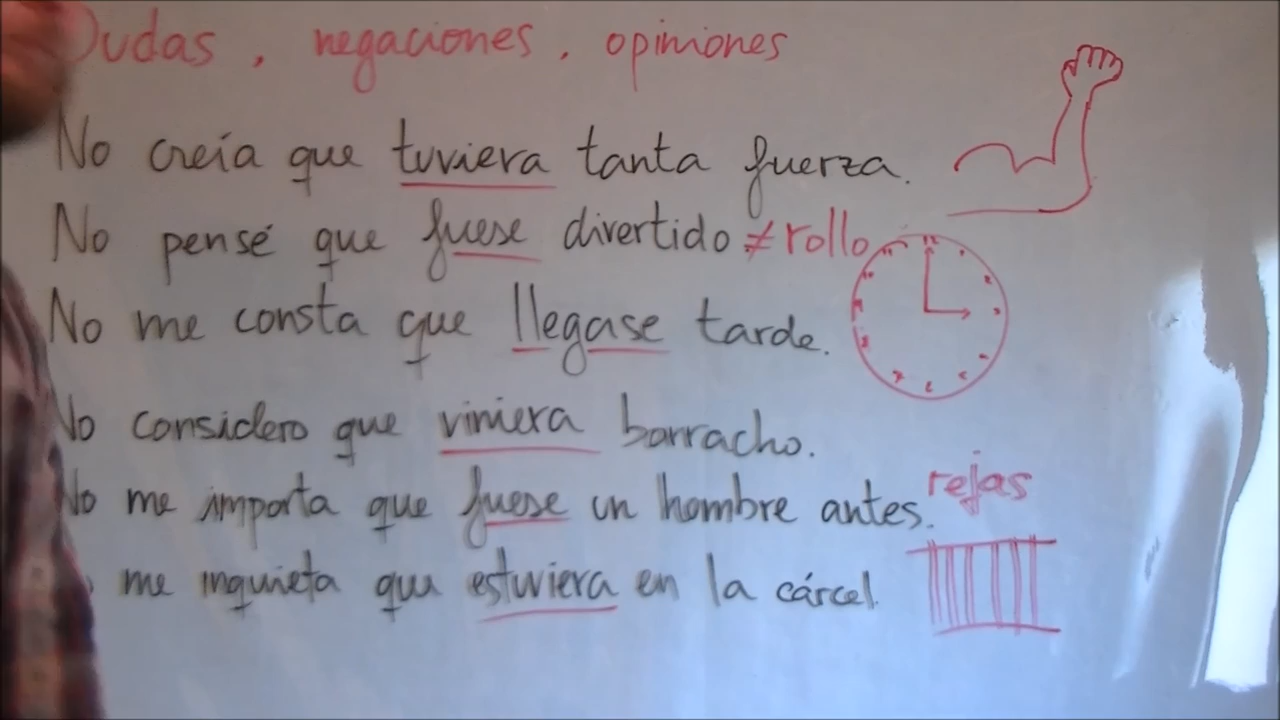 Dudas, negaciones, opiniones
No creía que tuviera tanta fuerza.
No pensé que fuese divertido ≠ rollo
No me consta que llegase tarde.
No considero que viniera borracho.
No me importa que fuese un hombre antes.
rejas
me inquieta que estuviera en la cárcel.